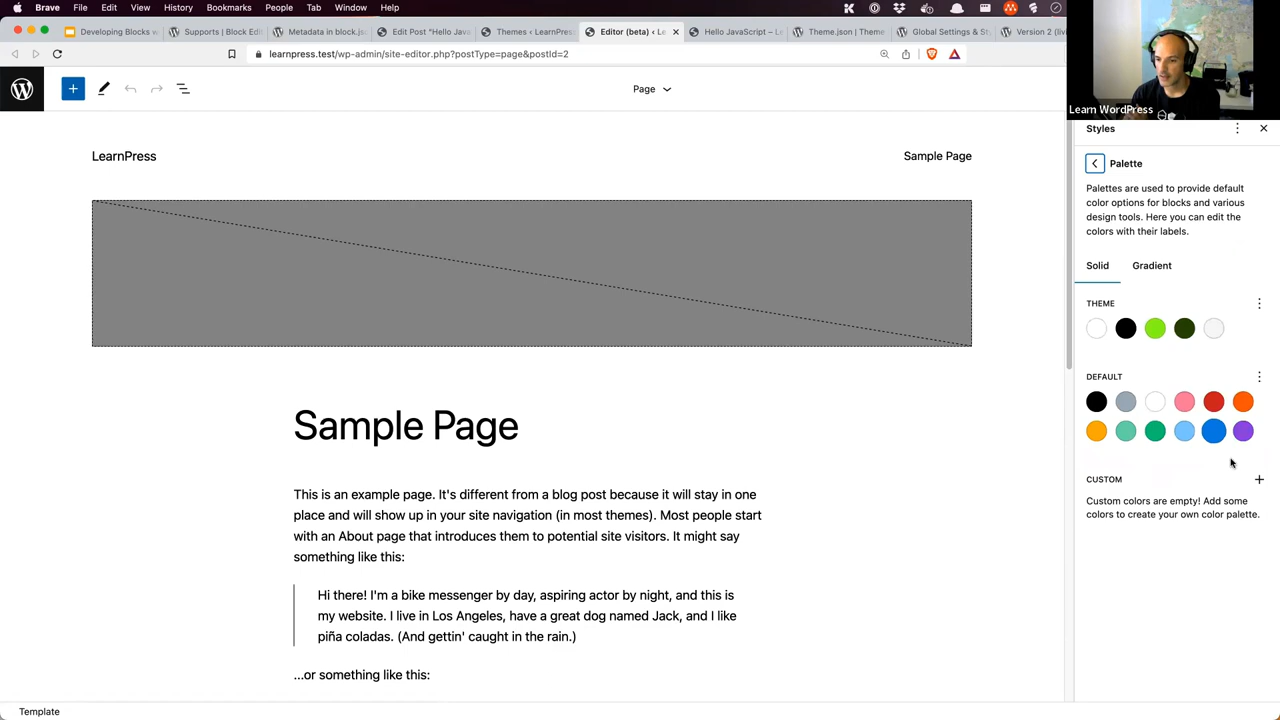 Brave File Edit View History Bookmarks People Tab Window Help
Developing Blocks w
Supports | Block Edit
Metadata in block.js
Edit Post “Hello Java
Themes ‹ LearnPress
Editor (beta) ‹ Le
Hello JavaScript – L
Theme.json | Theme
Global Settings & St
Version 2 (liv
learnpress.test/wp-admin/site-editor.php?postType=page&postId=2
Learn WordPress
Page
Styles
LearnPress
Sample Page
Palette
Palettes are used to provide default
color options for blocks and various
design tools. Here you can edit the
colors with their labels.
Solid Gradient
THEME
DEFAULT
CUSTOM
Custom colors are empty! Add some
colors to create your own color palette.
Sample Page
This is an example page. It's different from a blog post because it will stay in one
place and will show up in your site navigation (in most themes). Most people start
with an About page that introduces them to potential site visitors. It might say
something like this:
Hi there! I'm a bike messenger by day, aspiring actor by night, and this is
my website. I live in Los Angeles, have a great dog named Jack, and I like
piña coladas. (And gettin' caught in the rain.)
...or something like this:
Template